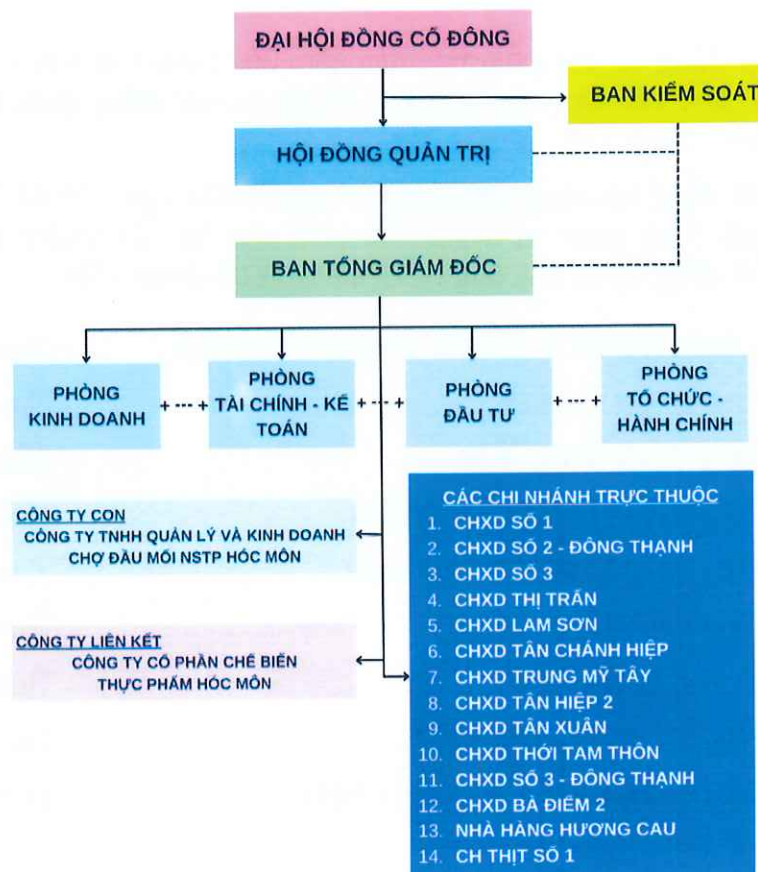 ĐẠI HỘI ĐỒNG CỔ ĐÔNG
BAN KIỂM SOÁT
HỘI ĐỒNG QUẢN TRỊ
BAN TỔNG GIÁM ĐỐC
PHÒNG
KINH DOANH
PHÒNG
TÀI CHÍNH - KẾ
TOÁN
PHÒNG
ĐẦU TƯ
PHÒNG
TỔ CHỨC -
HÀNH CHÍNH
CÔNG TY CON
CÔNG TY TNHH QUẢN LÝ VÀ KINH DOANH
CHỢ ĐẦU MỐI NSTP HÓC MÔN
CÔNG TY LIÊN KẾT
CÔNG TY CỔ PHẦN CHẾ BIẾN
THỰC PHẨM HÓC MÔN
CÁC CHI NHÁNH TRỰC THUỘC
1. CHXD SỐ 1
2. CHXD SỐ 2 - ĐÔNG THẠNH
3. CHXD SỐ 3
4. CHXD THỊ TRẤN
5. CHXD LAM SƠN
6. CHXD TÂN CHÁNH HIỆP
7. CHXD TRUNG MỸ TÂY
8. CHXD TÂN HIỆP 2
9. CHXD TÂN XUÂN
10. CHXD THỚI TAM THÔN
11. CHXD SỐ 3 - ĐÔNG THẠNH
12. CHXD BÀ ĐIỂM 2
13. NHÀ HÀNG HƯƠNG CAU
14. CH THỊT SỐ 1